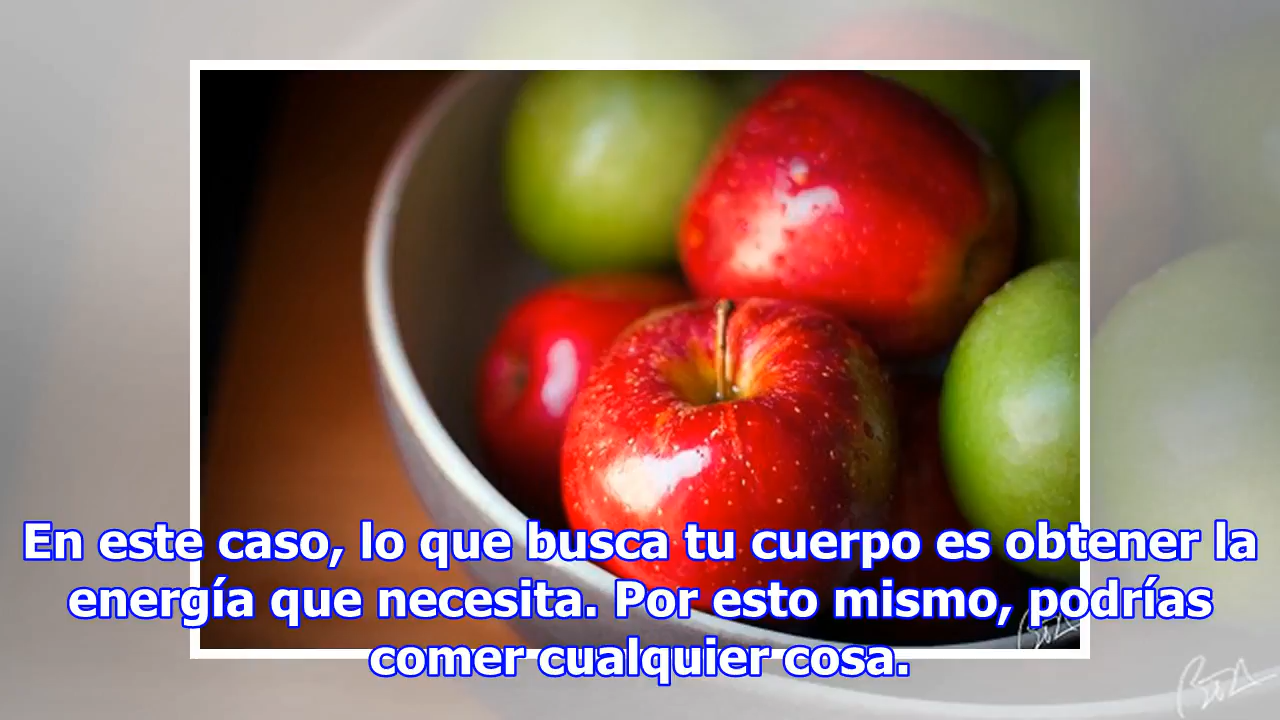 En este caso, lo que busca tu cuerpo es obtener la
energía que necesita. Por esto mismo, podrías
comer cualquier cosa.